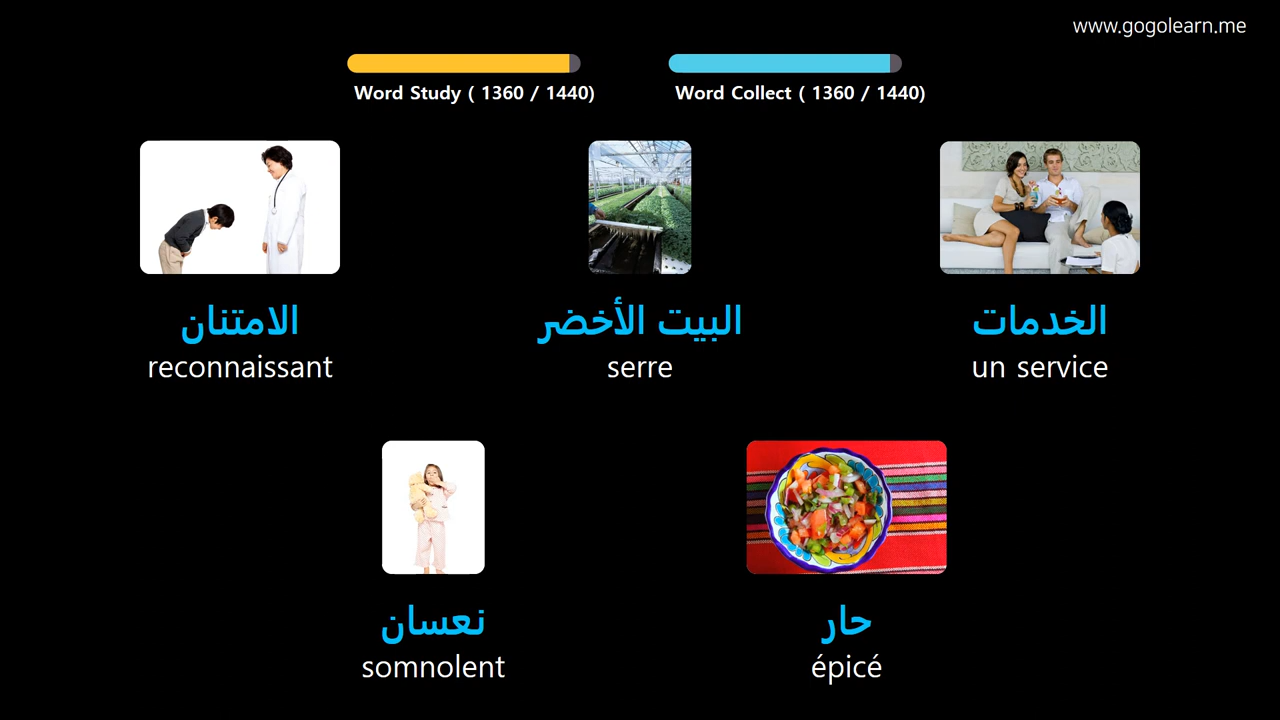 www.gogolearn.me
Word Study ( 1360 / 1440)
Word Collect ( 1360 / 1440)
الامتنان
reconnaissant
البيت الأخضر
serre
الخدمات
un service
نعسان
somnolent
حار
épicé